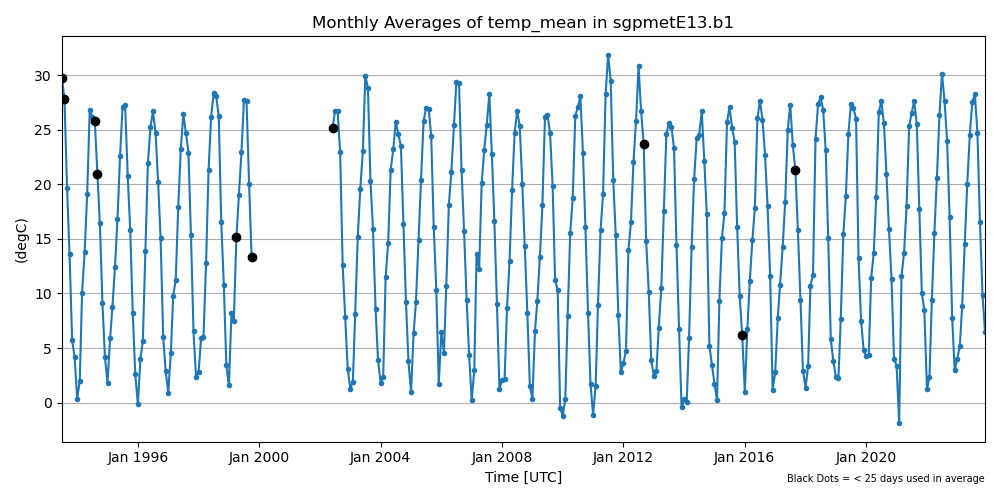 Monthly Averages of temp_mean in sgpmetE13.b1
(degC)
30
25
20
15
10
5
0
Jan 1996
Jan 2000
Jan 2004
Jan 2008
Jan 2012
Jan 2016
Jan 2020
Time [UTC]
Black Dots = < 25 days used in average